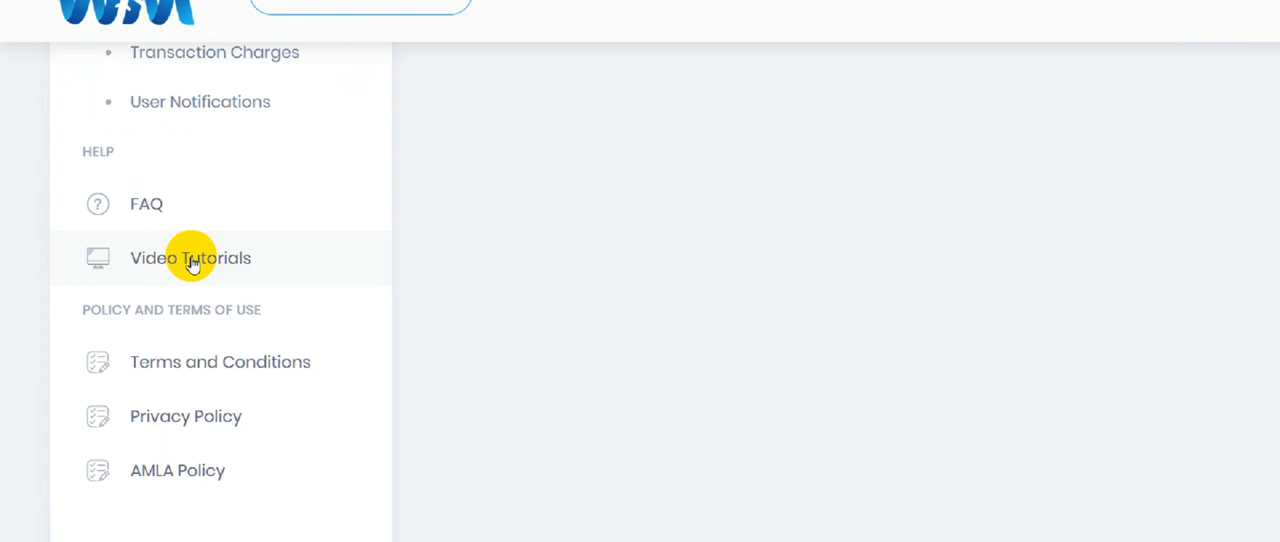 Transaction Charges
User Notifications
HELP
FAQ
Video Tutorials
POLICY AND TERMS OF USE
Terms and Conditions
Privacy Policy
AMLA Policy